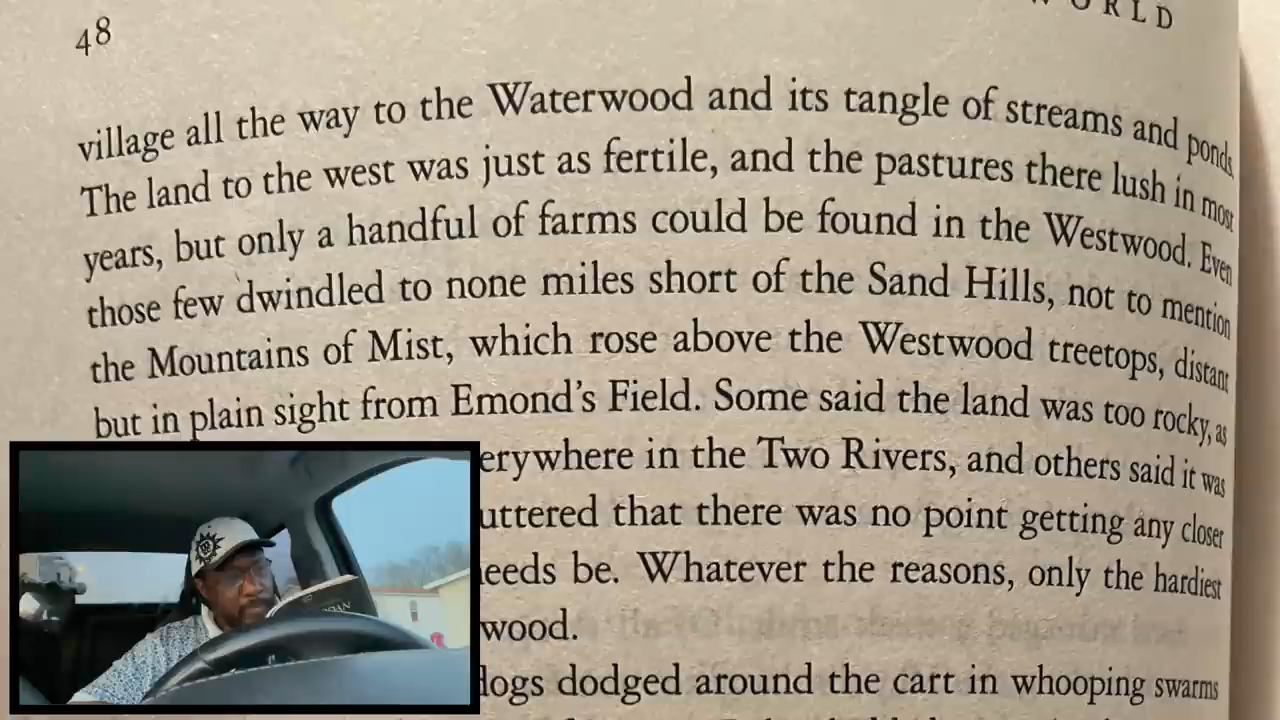 48
WORLD
village all the way to the Waterwood and its tangle of streams and ponds.
The land to the west was just as fertile, and the pastures there lush in most
years, but only a handful of farms could be found in the Westwood. Even
those few dwindled to none miles short of the Sand Hills, not to mention
the Mountains of Mist, which rose above the Westwood treetops, distant
but in plain sight from Emond's Field. Some said the land was too rocky, as
erywhere in the Two Rivers, and others said it was
uttered that there was no point getting any closer
eeds be. Whatever the reasons, only the hardiest
wood.
dogs dodged around the cart in whooping swarms